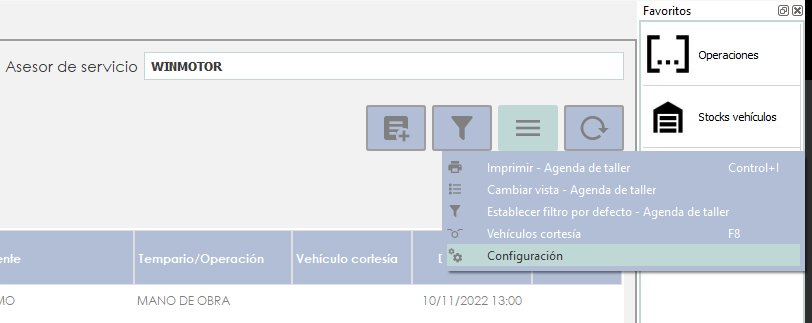 Favoritos
Asesor de servicio WINMOTOR
Operaciones
Stocks vehículos
Imprimir - Agenda de taller Control+I
Cambiar vista - Agenda de taller
Establecer filtro por defecto - Agenda de taller
Vehículos cortesía F8
Configuración
ente Tempario/Operación Vehículo cortesía D
MO MANO DE OBRA 10/11/2022 13:00